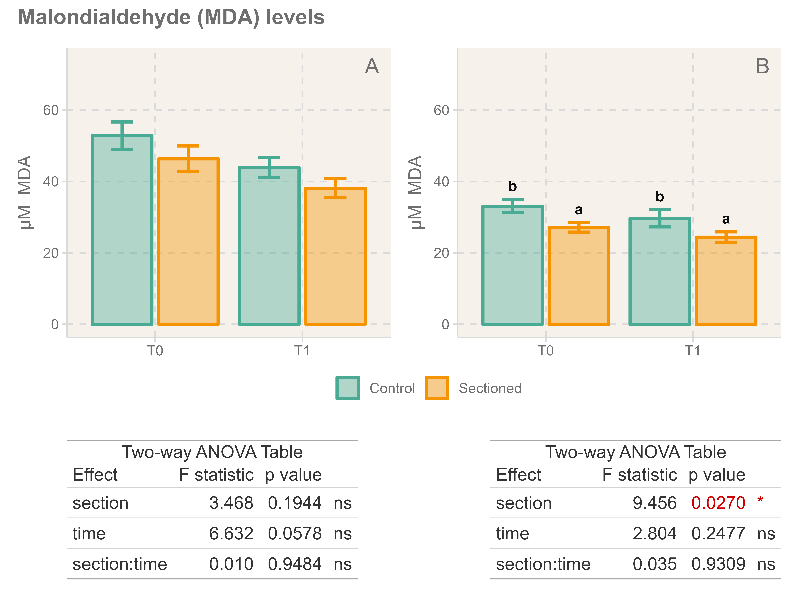 Malondialdehyde (MDA) levels
A
B
60
40
20
0
µM MDA
T0
T1
60
40
20
0
µM MDA
b
a
b
a
T0
T1
Control
Sectioned
Two-way ANOVA Table
Effect F statistic p value
section 3.468 0.1944 ns
time 6.632 0.0578 ns
section:time 0.010 0.9484 ns
Two-way ANOVA Table
Effect F statistic p value
section 9.456 0.0270 *
time 2.804 0.2477 ns
section:time 0.035 0.9309 ns